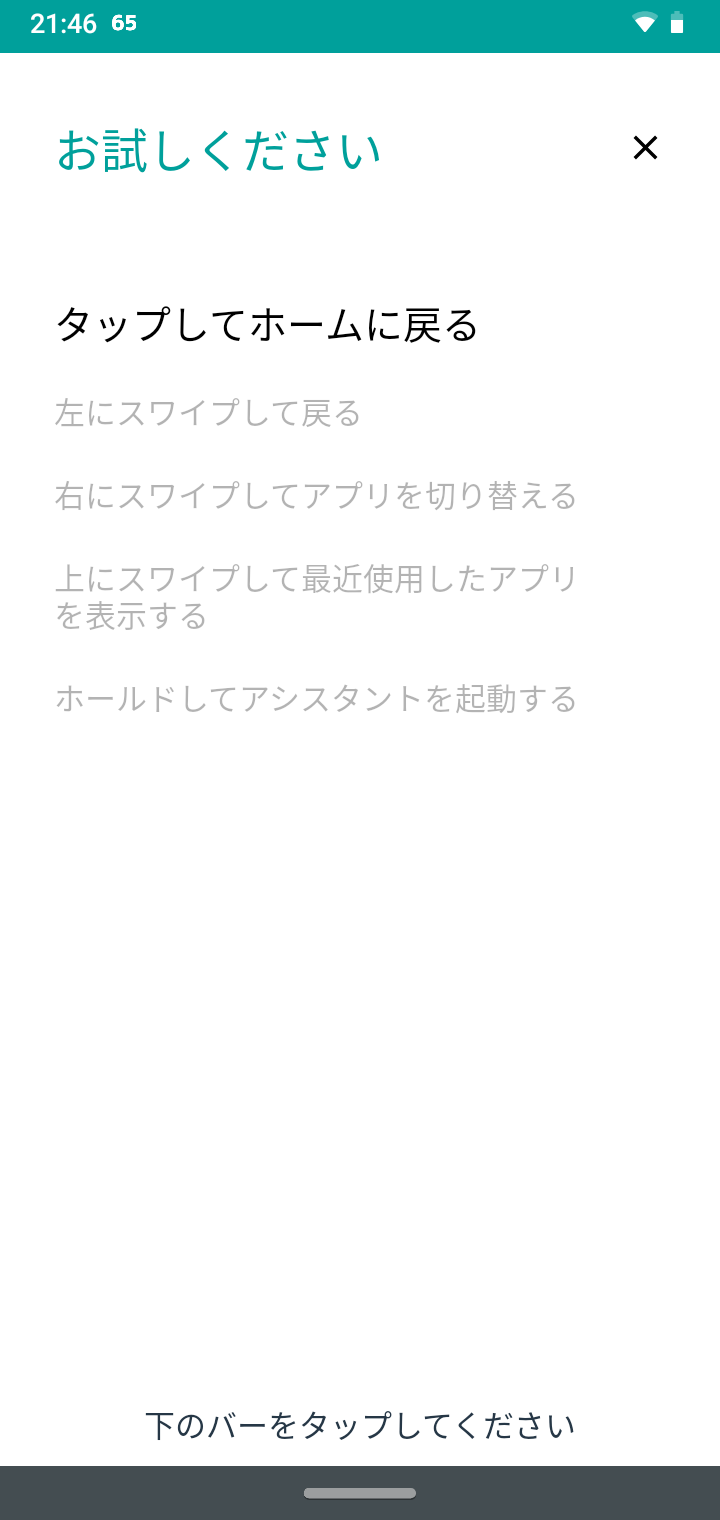 21:46 65
お試しください
タップしてホームに戻る
左にスワイプして戻る
右にスワイプしてアプリを切り替える
上にスワイプして最近使用したアプリ
を表示する
ホールドしてアシスタントを起動する
下のバーをタップしてください